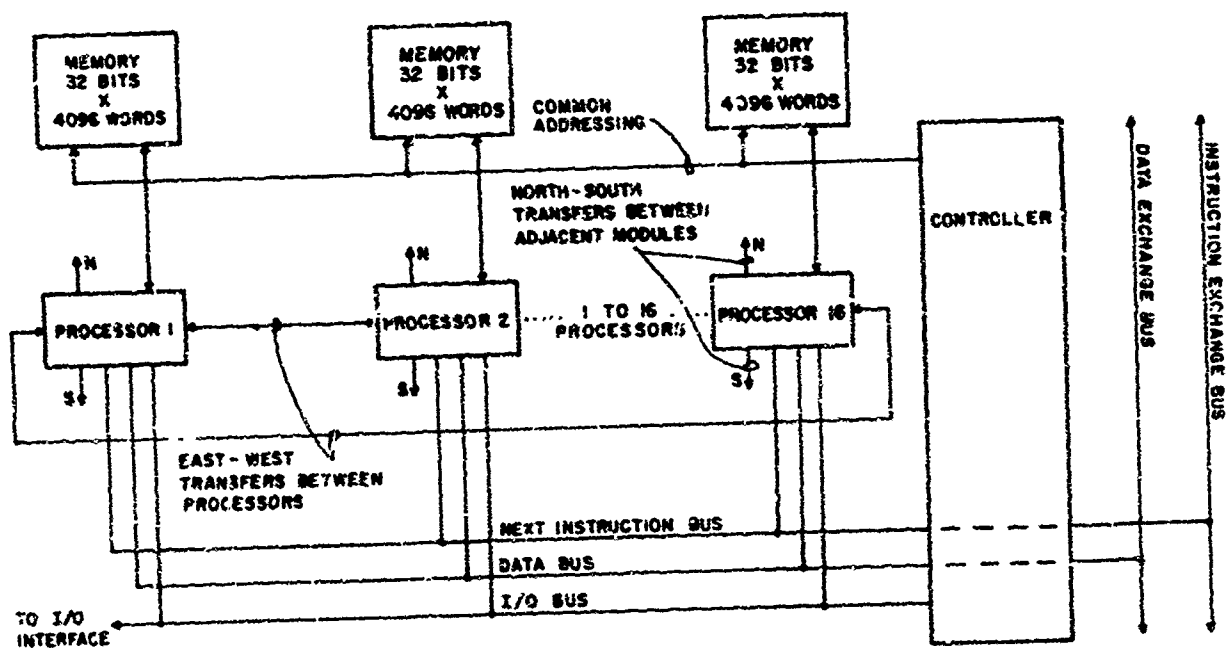 MEMORY
32 BITS
X
4096 WORDS
MEMORY
32 BITS
X
4096 WORDS
MEMORY
32 BITS
X
4096 WORDS
COMMON
ADDRESSING
NORTH-SOUTH
TRANSFERS BETWEEN
ADJACENT MODULES
CONTROLLER
DATA EXCHANGE BUS
INSTRUCTION EXCHANGE BUS
N
N
N
PROCESSOR 1
PROCESSOR 2
1 TO 16
PROCESSORS
PROCESSOR 16
S
S
S
EAST-WEST
TRANSFERS BETWEEN
PROCESSORS
NEXT INSTRUCTION BUS
DATA BUS
I/O BUS
TO I/O
INTERFACE